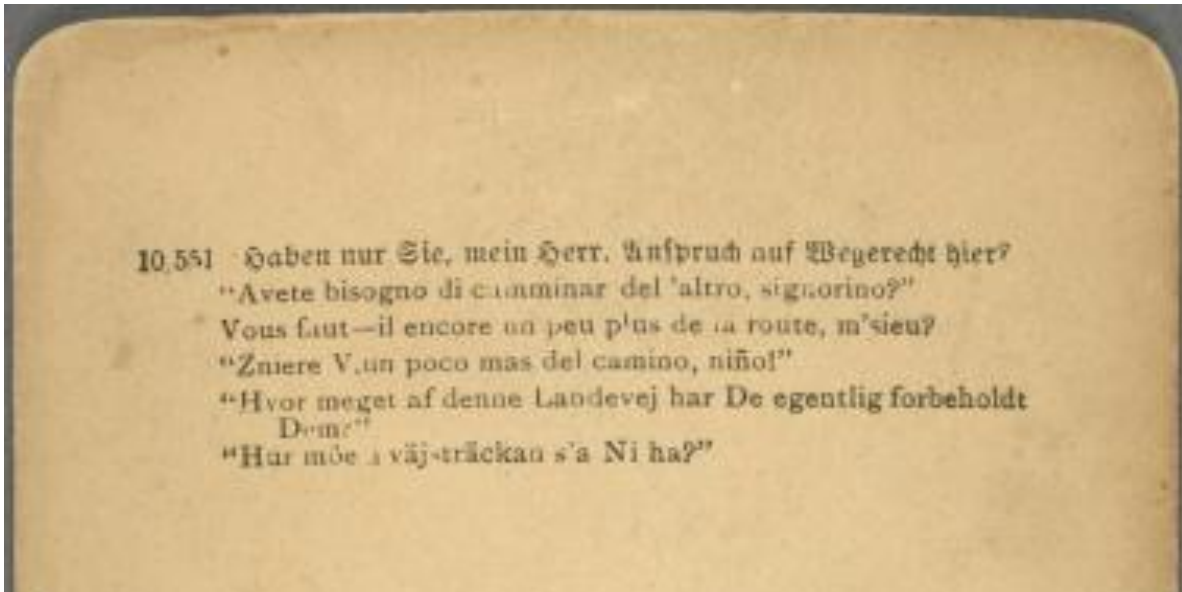 10,551 Haben nur Sie, mein Herr, Anspruch auf Wegerecht hier?
"Avete bisogno di camminar del 'altro, signorino?"
Vous faut—il encore un peu plus de la route, m'sieu?
V. un poco mas del camino, niño!"
"Hvor meget af denne Landevej har De egentlig forbeholdt
Dem?"
"Hur möe väj-sträckan s'a Ni ha?"